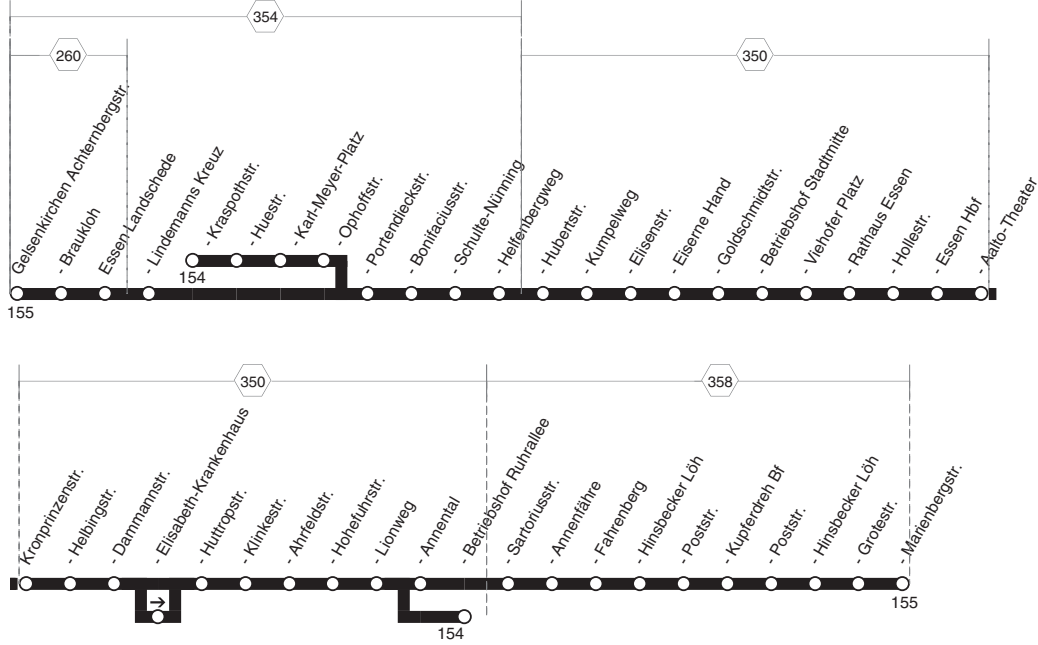 354
260
350
Gelsenkirchen Achternbergstr.
- Braukloh
Essen Landschede
- Lindemanns Kreuz
- Kraspothstr.
- Huestr.
- Karl-Meyer-Platz
- Ophoffstr.
- Portendieckstr.
- Bonifaciusstr.
- Schulte-Nünning
- Helfenbergweg
- Hubertstr.
- Kumpelweg
- Elisenstr.
- Eiserne Hand
- Goldschmidtstr.
- Betriebshof Stadtmitte
- Viehofer Platz
- Rathaus Essen
- Hollestr.
- Essen Hbf
- Aalto-Theater
154
155
350
358
Kronprinzenstr.
- Helbingstr.
- Dammannstr.
- Elisabeth-Krankenhaus
- Huttropstr.
- Klinkestr.
- Ahrfeldstr.
- Hohefuhrstr.
- Lionweg
- Annental
- Betriebshof Ruhrallee
- Sartoriusstr.
- Annenfähre
- Fahrenberg
- Hinsbecker Löh
- Poststr.
- Kupferdreh Bf
- Poststr.
- Hinsbecker Löh
- Grotestr.
- Marienbergstr.
155
154